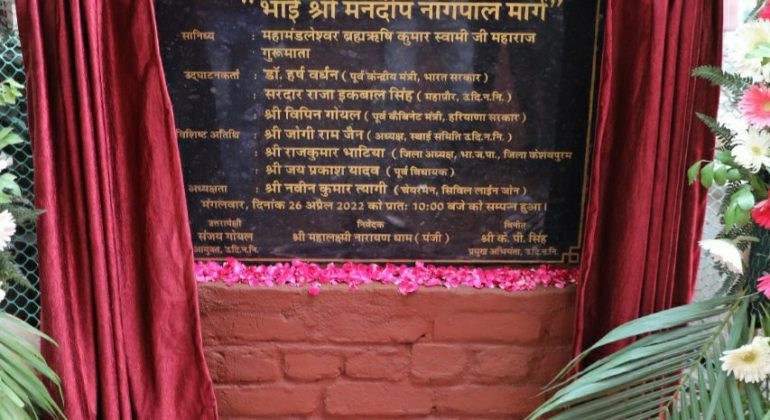 "भाई श्री मनदीप नागपाल मार्ग"
सानिध्य : महामंडलेश्वर ब्रह्मऋषि कुमार स्वामी जी महाराज
गुरूमाता
उद्घाटनकर्ता : डॉ. हर्ष वर्धन ( पूर्व केन्द्रीय मंत्री, भारत सरकार )
: सरदार राजा इकबाल सिंह ( महापौर, उ.दि.न.नि. )
: श्री विपिन गोयल ( पूर्व कैबिनेट मंत्री, हरियाणा सरकार )
विशिष्ट अतिथि : श्री जोगी राम जैन ( अध्यक्ष, स्थाई समिति उ.दि.न.नि. )
: श्री राजकुमार भाटिया ( जिला अध्यक्ष, भा.ज.पा., जिला केशवपुरम
: श्री जय प्रकाश यादव ( पूर्व विधायक )
अध्यक्षता : श्री नवीन कुमार त्यागी ( चेयरमैन, सिविल लाईन जोन )
मंगलवार, दिनांक 26 अप्रैल 2022 को प्रातः 10:00 बजे को सम्पन्न हुआ।
उत्तरापेक्षी निवेदक विनीत
संजय गोयल श्री महालक्ष्मी नारायण धाम ( पंजी ) श्री के. पी. सिंह
आयुक्त, उ.दि.न.नि. प्रमुख अभियंता, उ.दि.न.नि.